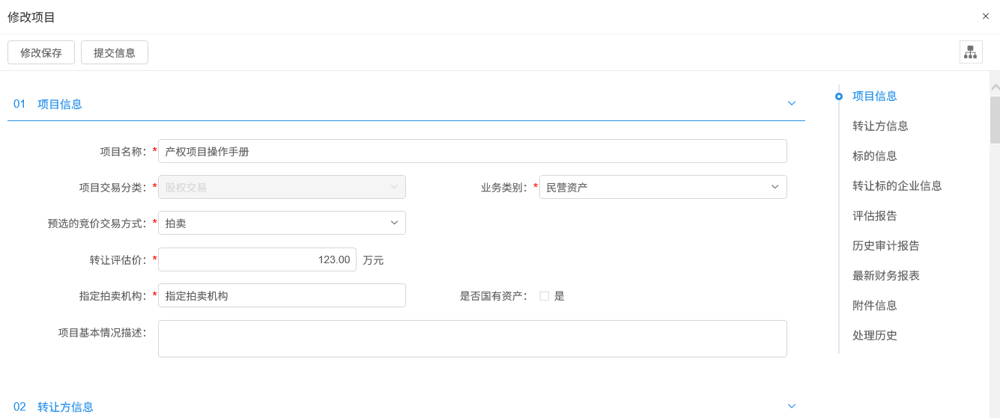 修改项目
×
修改保存 提交信息
01 项目信息
项目名称： * 产权项目操作手册
项目交易分类： * 股权交易 业务类别： * 民营资产
预选的竞价交易方式： * 拍卖
转让评估价： * 123.00 万元
指定拍卖机构： * 指定拍卖机构 是否国有资产： 是
项目基本情况描述：
02 转让方信息
项目信息
转让方信息
标的信息
转让标的企业信息
评估报告
历史审计报告
最新财务报表
附件信息
处理历史